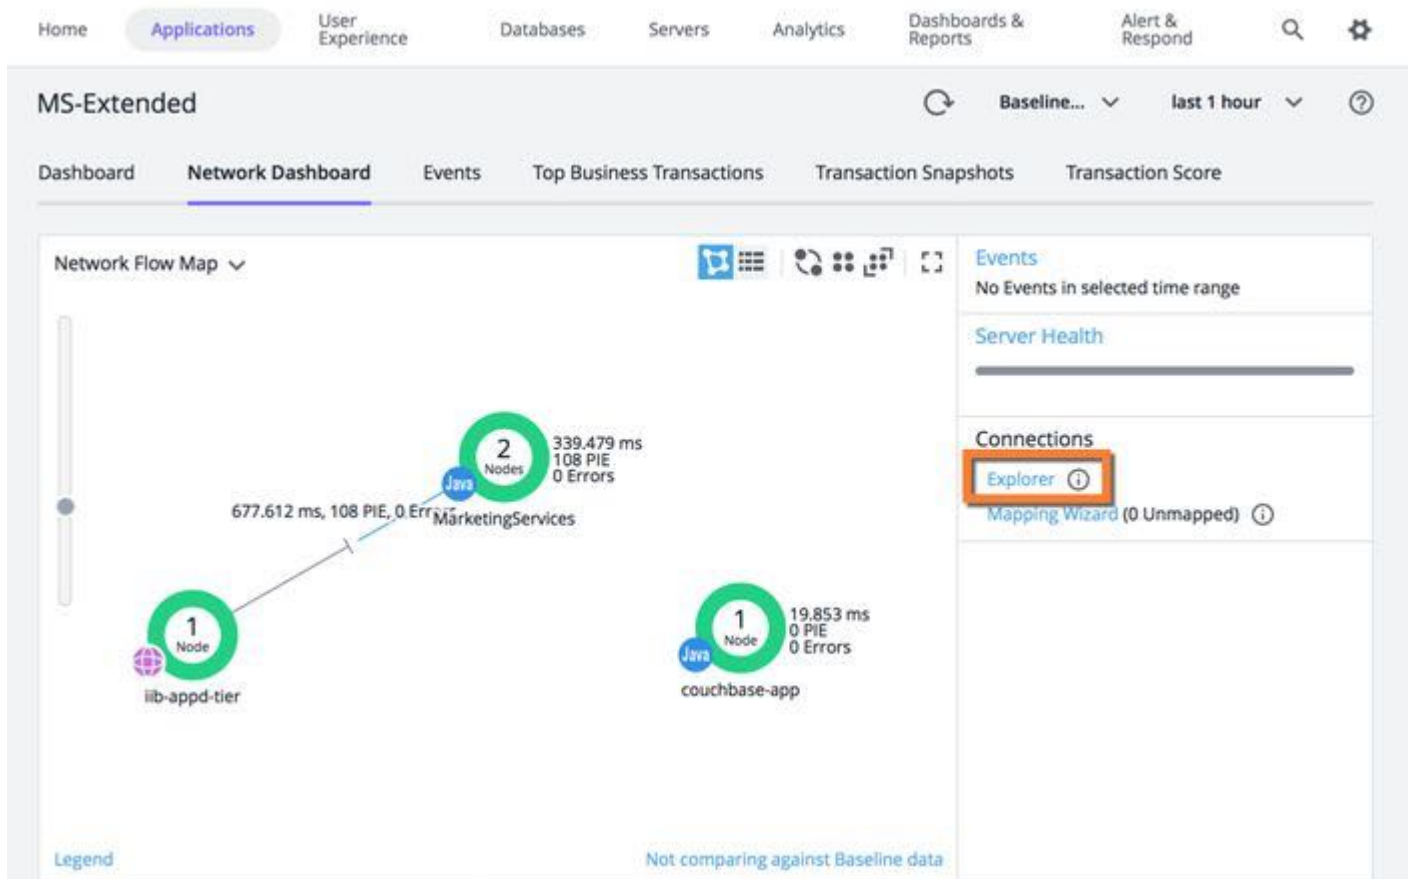 Home Applications User Experience Databases Servers Analytics Dashboards & Reports Alert & Respond
MS-Extended Baseline... last 1 hour
Dashboard Network Dashboard Events Top Business Transactions Transaction Snapshots Transaction Score
Network Flow Map
Events
No Events in selected time range
Server Health
Connections
Explorer
Mapping Wizard (0 Unmapped)
2
Nodes
Java
339.479 ms
108 PIE
0 Errors
677.612 ms, 108 PIE, 0
MarketingServices
1
Node
iib-appd-tier
1
Node
Java
19.853 ms
0 PIE
0 Errors
couchbase-app
Legend
Not comparing against Baseline data